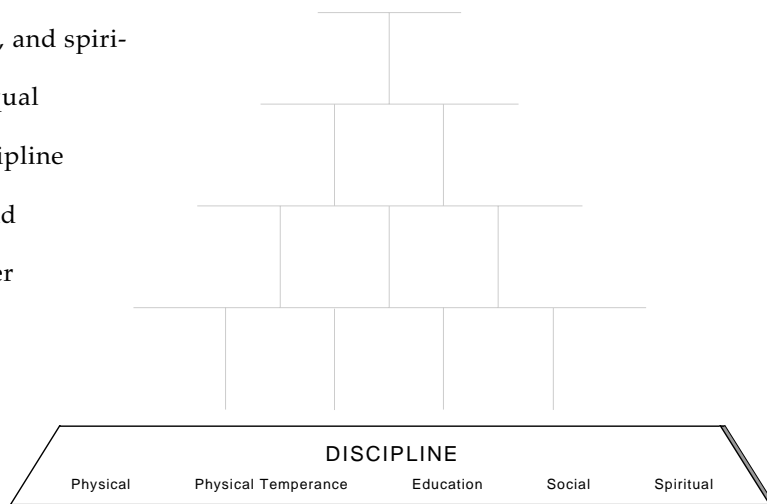 , and spiri-
ual
ipline
d
er
DISCIPLINE
Physical Physical Temperance Education Social Spiritual